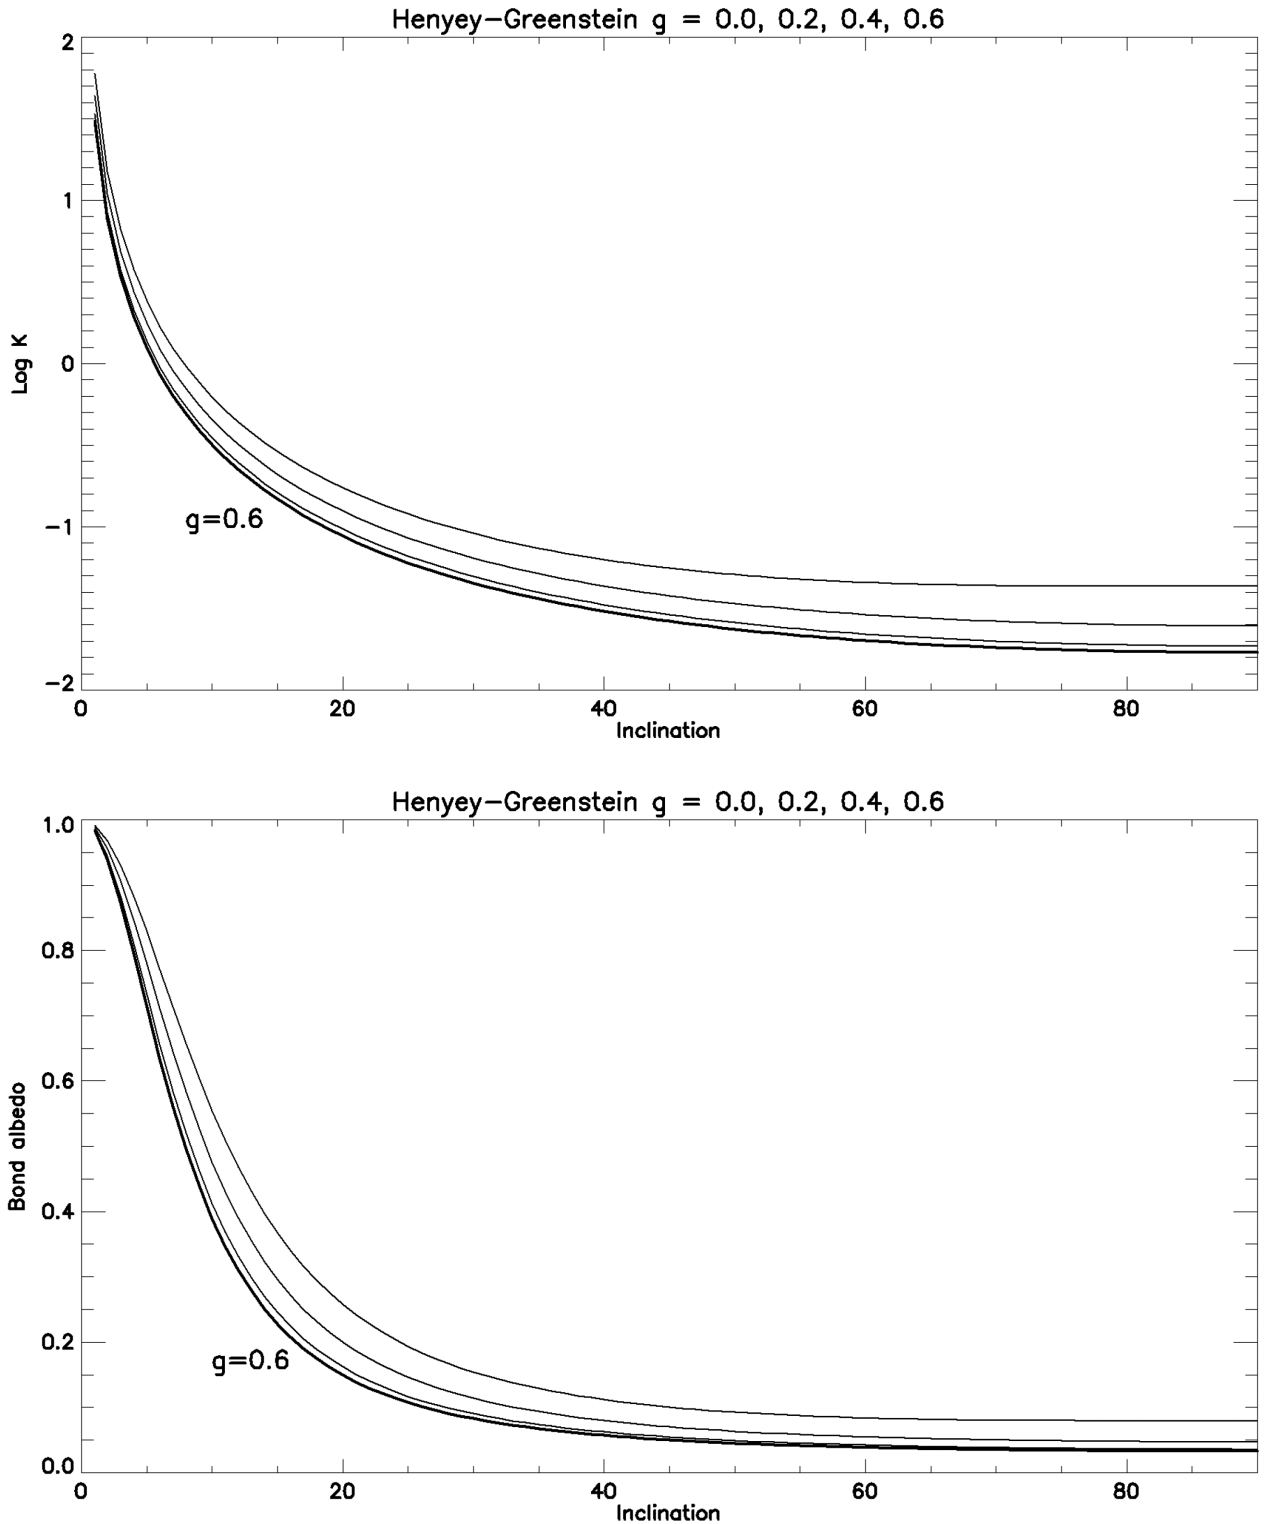 Henyey-Greenstein g = 0.0, 0.2, 0.4, 0.6
2
1
0
-1
-2
Log K
g=0.6
0 20 40 60 80
Inclination
Henyey-Greenstein g = 0.0, 0.2, 0.4, 0.6
1.0
0.8
0.6
0.4
0.2
0.0
Bond albedo
g=0.6
0 20 40 60 80
Inclination